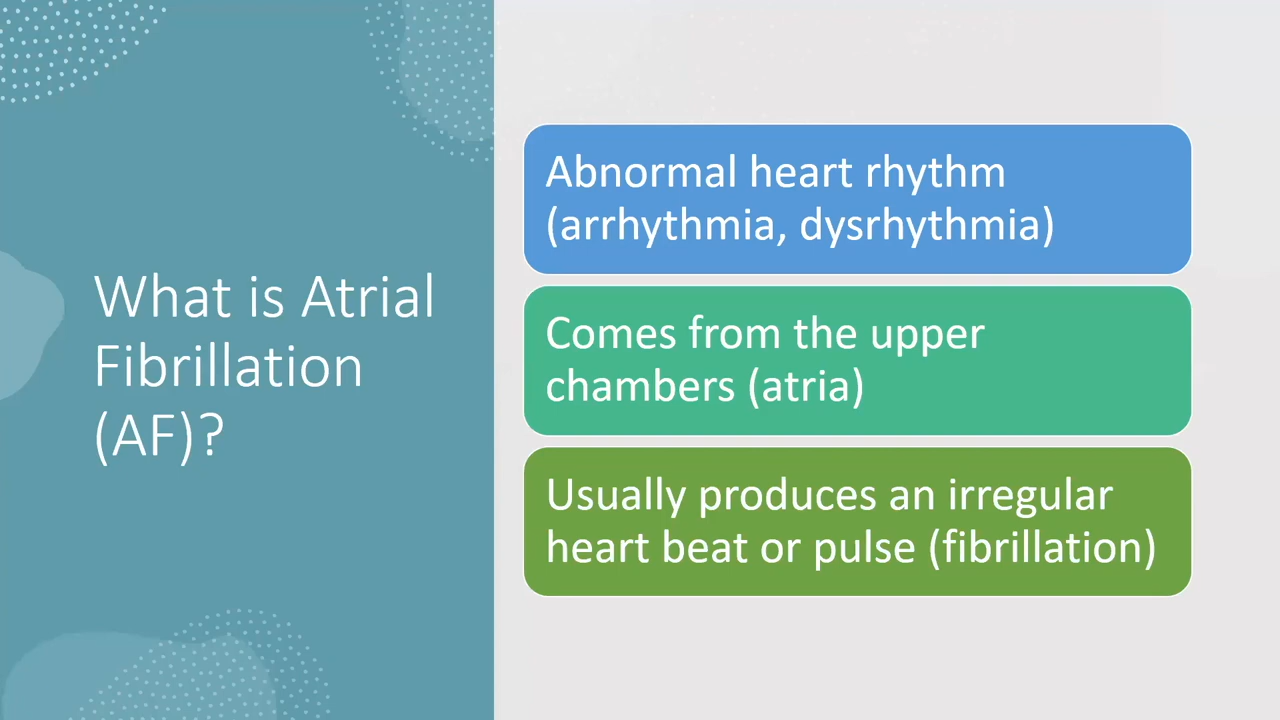 What is Atrial
Fibrillation
(AF)?
Abnormal heart rhythm
(arrhythmia, dysrhythmia)
Comes from the upper
chambers (atria)
Usually produces an irregular
heart beat or pulse (fibrillation)